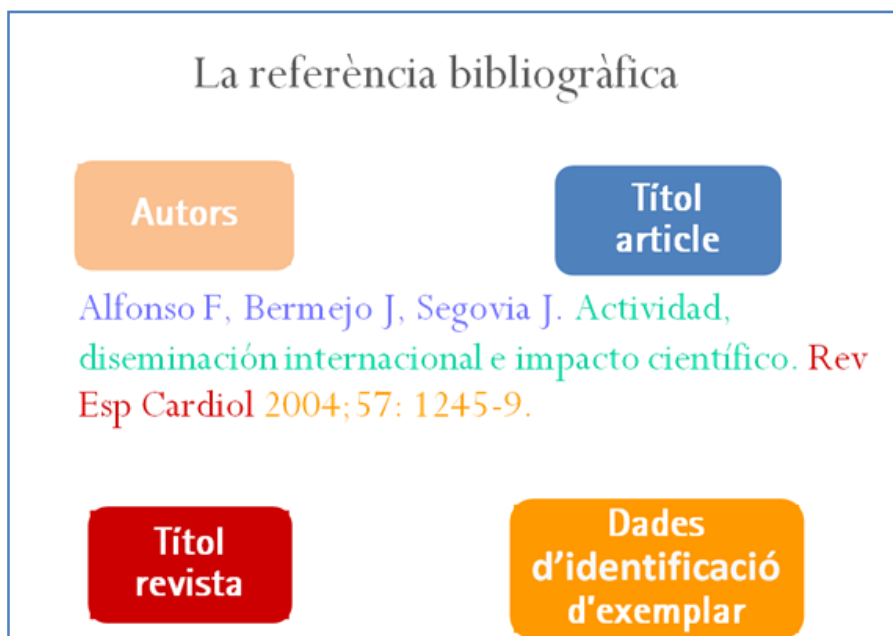 La referència bibliogràfica
Autors
Títol
article
Alfonso F, Bermejo J, Segovia J. Actividad,
diseminación internacional e impacto científico. Rev
Esp Cardiol 2004; 57: 1245-9.
Títol
revista
Dades
d'identificació
d'exemplar